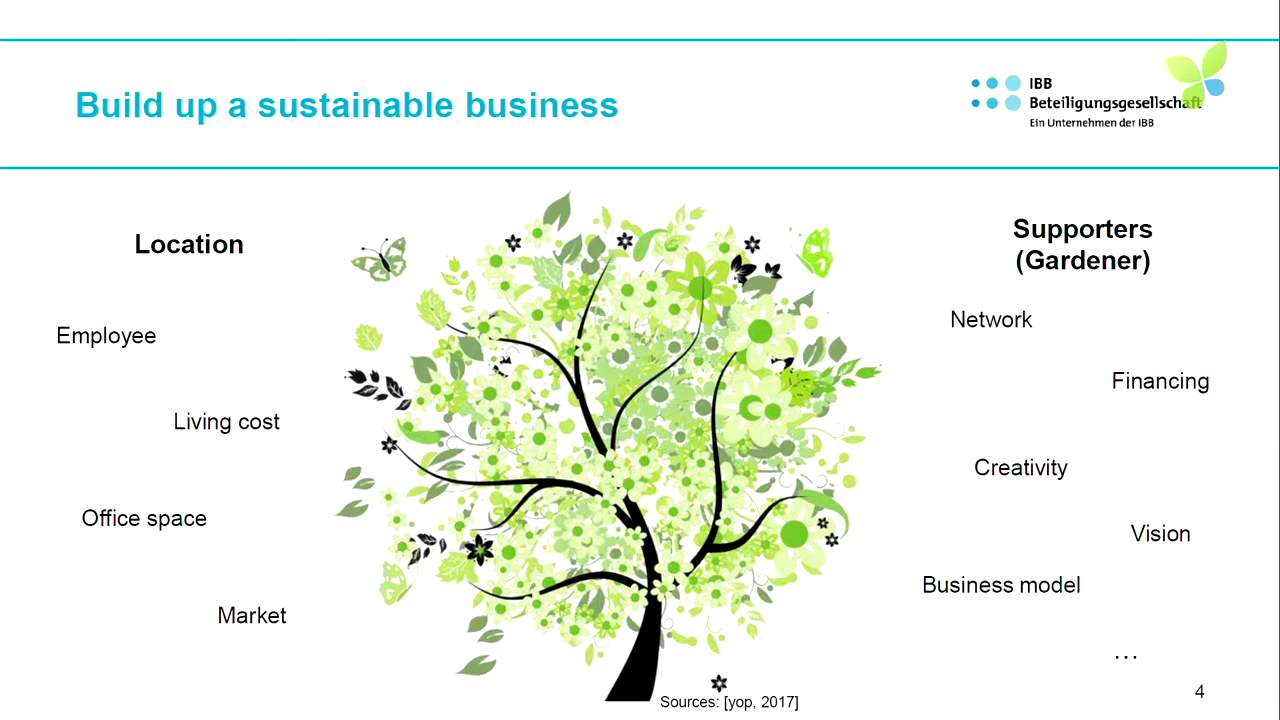 Build up a sustainable business
IBB
Beteiligungsgesellschaft
Ein Unternehmen der IBB
Location
Employee
Living cost
Office space
Market
Supporters
(Gardener)
Network
Financing
Creativity
Vision
Business model
…
Sources: [yop, 2017]
4